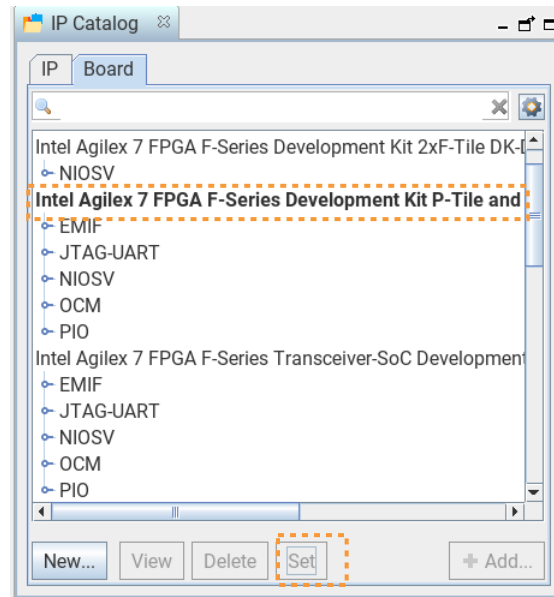 IP Catalog
IP Board
Intel Agilex 7 FPGA F-Series Development Kit 2xF-Tile DK-D
NIOSV
Intel Agilex 7 FPGA F-Series Development Kit P-Tile and
EMIF
JTAG-UART
NIOSV
OCM
PIO
Intel Agilex 7 FPGA F-Series Transceiver-SoC Development
EMIF
JTAG-UART
NIOSV
OCM
PIO
New... View Delete Set + Add...